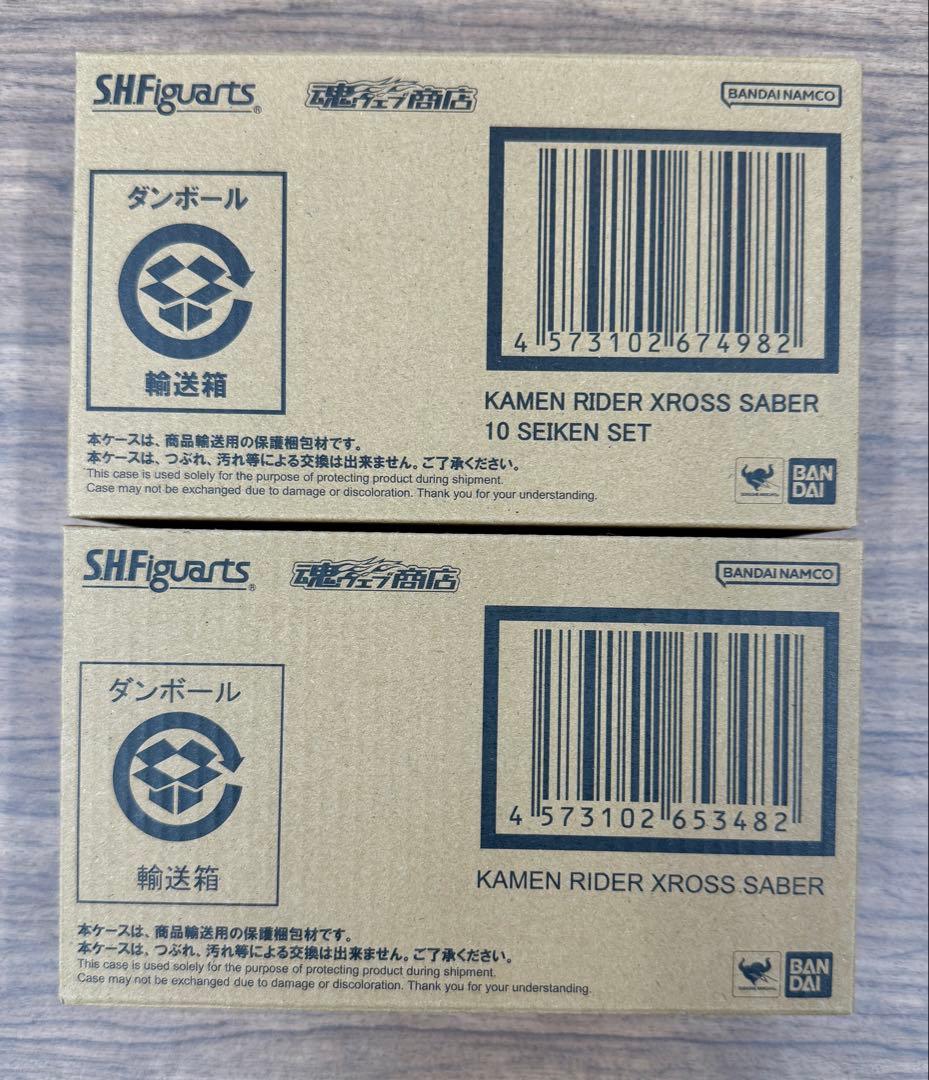 S.H.Figuarts®
魂ウェブ商店
BANDAI NAMCO
ダンボール
輸送箱
4 573102 674982
KAMEN RIDER XROSS SABER
10 SEIKEN SET
本ケースは、商品輸送用の保護梱包材です。
本ケースは、つぶれ、汚れ等による交換は出来ません。ご了承ください。
This case is used solely for the purpose of protecting product during shipment.
Case may not be exchanged due to damage or discoloration. Thank you for your understanding.
BAN
DAI
S.H.Figuarts®
魂ウェブ商店
BANDAI NAMCO
ダンボール
輸送箱
4 573102 653482
KAMEN RIDER XROSS SABER
本ケースは、商品輸送用の保護梱包材です。
本ケースは、つぶれ、汚れ等による交換は出来ません。ご了承ください。
This case is used solely for the purpose of protecting product during shipment.
Case may not be exchanged due to damage or discoloration. Thank you for your understanding.
BAN
DAI